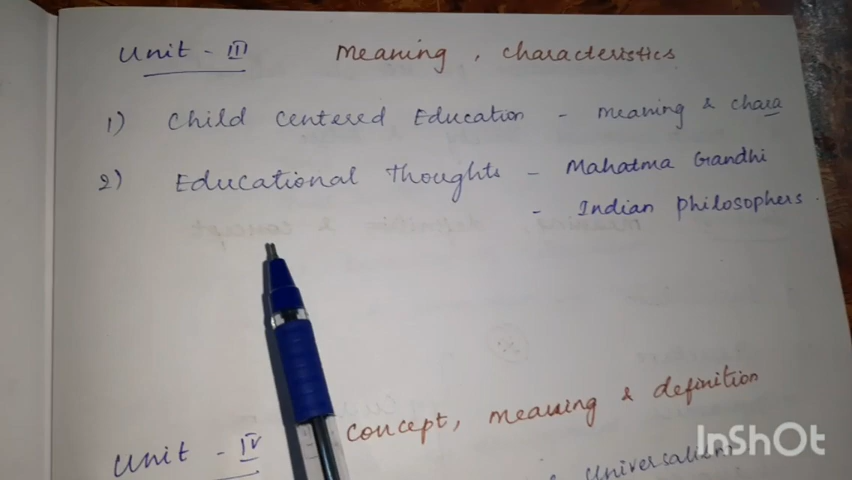 Unit - III Meaning, characteristics
1) Child Centered Education - meaning & chara
2) Educational Thoughts - Mahatma Gandhi
- Indian philosophers.
Unit - IV concept, meaning & definition
Universalism
InShOt